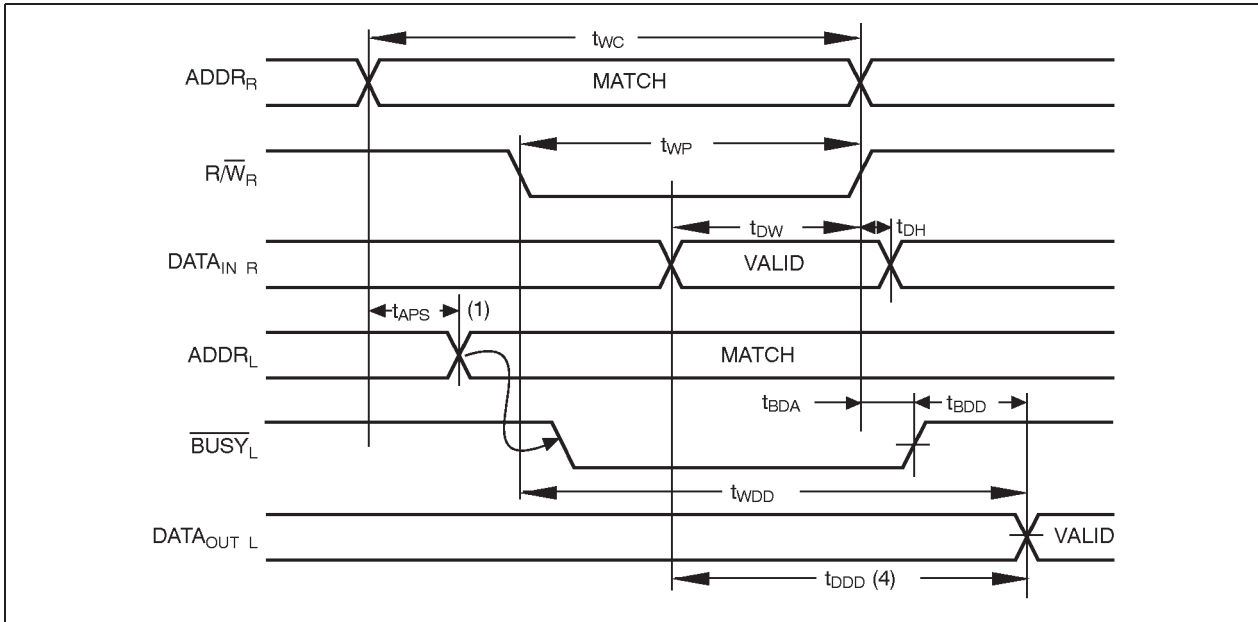 tWC
ADDRR MATCH
tWP
R/W̅R
tDW tDH
DATAIN R VALID
tAPS (1)
ADDRL MATCH
tBDA tBDD
B̅U̅S̅Y̅L
tWDD
DATAOUT L VALID
tDDD (4)